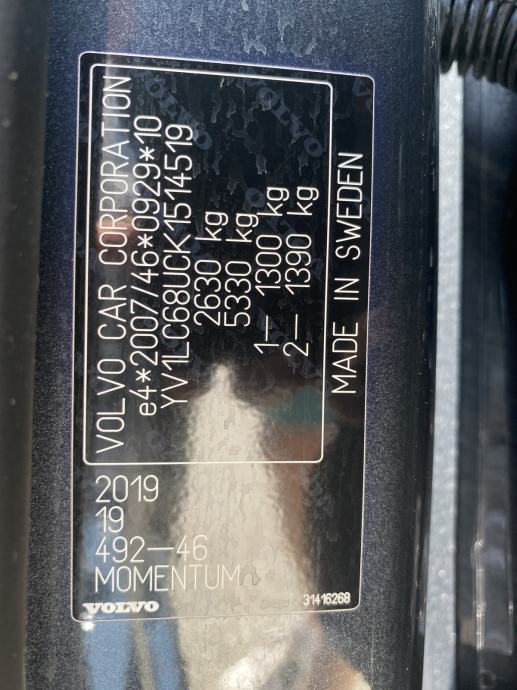 VOLVO CAR CORPORATION
e4*2007/46*0929*10
YV1LC68UCK1514519
2630 kg
5330 kg
1– 1300 kg
2– 1390 kg
MADE IN SWEDEN
2019
19
492–46
MOMENTUM
VOLVO
31416268